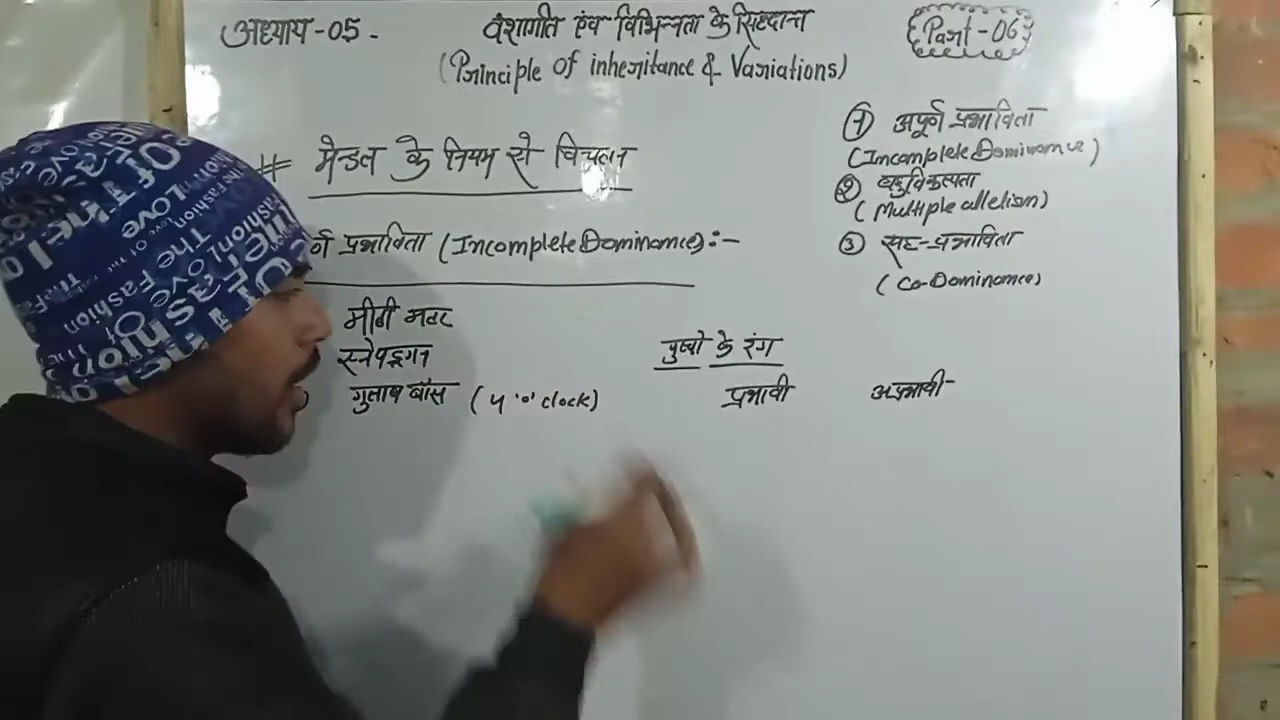 अध्याय-05.
वंशागति एंव विभिन्नता के सिद्दान्त
Part-06
(Principle of inheritance & Variations)
# मेन्डल के नियम से विचलन
① अपूर्ण प्रभाविता
(Incomplete Dominance)
② बहुविकल्पता
(Multiple allelism)
③ सह-प्रभाविता
(Co-Dominance)
र्ण प्रभाविता (Incomplete Dominance):-
मीठी मटर
स्नेपड्रगन
गुलाब बांस (4 'o' clock)
पुष्पो के रंग
प्रभावी अप्रभावी